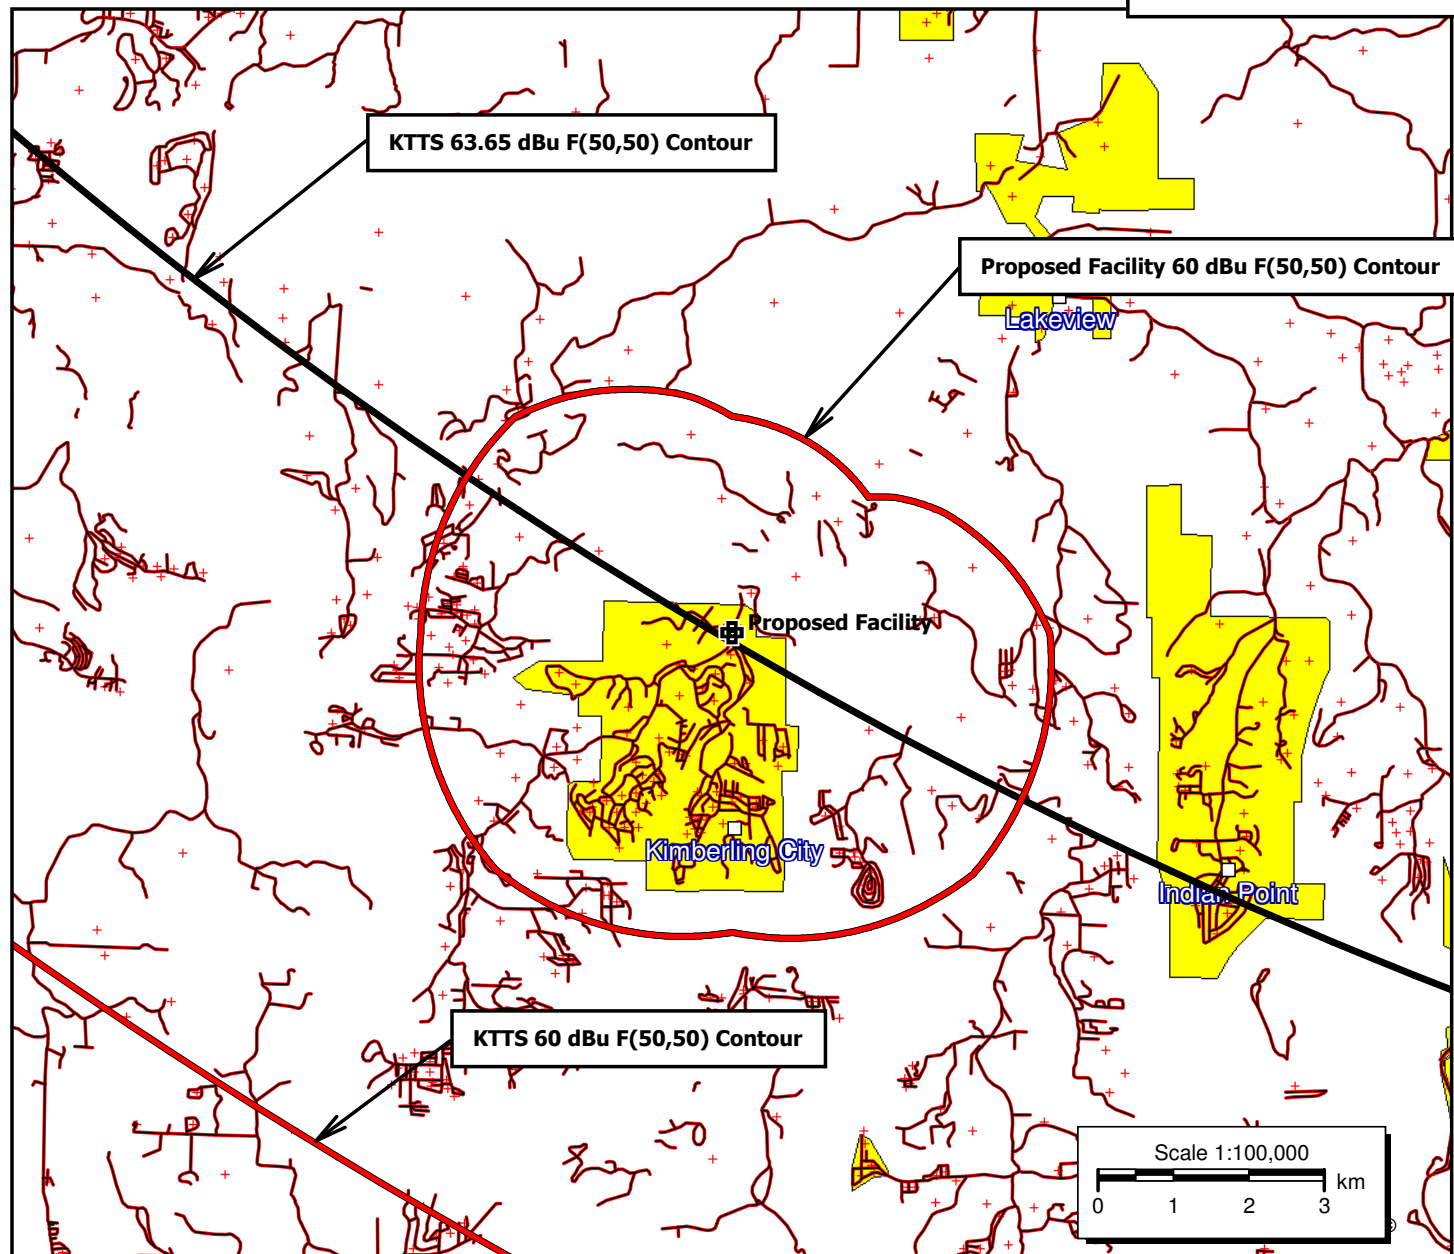 KTTS 63.65 dBu F(50,50) Contour
Proposed Facility 60 dBu F(50,50) Contour
Lakeview
Proposed Facility
Kimberling City
Indian Point
KTTS 60 dBu F(50,50) Contour
Scale 1:100,000
km
0 1 2 3